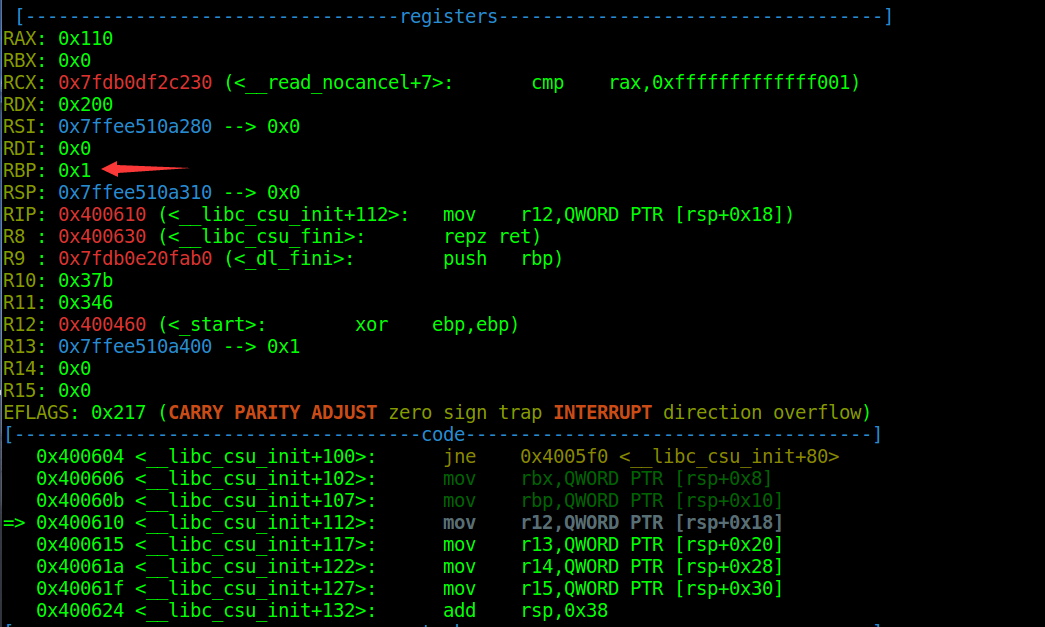 [----------------------------------registers-----------------------------------]
RAX: 0x110
RBX: 0x0
RCX: 0x7fdb0df2c230 (<__read_nocancel+7>:	cmp    rax,0xfffffffffffff001)
RDX: 0x200
RSI: 0x7ffee510a280 --> 0x0
RDI: 0x0
RBP: 0x1
RSP: 0x7ffee510a310 --> 0x0
RIP: 0x400610 (<__libc_csu_init+112>:	mov    r12,QWORD PTR [rsp+0x18])
R8 : 0x400630 (<__libc_csu_fini>:	repz ret)
R9 : 0x7fdb0e20fab0 (<_dl_fini>:	push   rbp)
R10: 0x37b
R11: 0x346
R12: 0x400460 (<_start>:	xor    ebp,ebp)
R13: 0x7ffee510a400 --> 0x1
R14: 0x0
R15: 0x0
EFLAGS: 0x217 (CARRY PARITY ADJUST zero sign trap INTERRUPT direction overflow)
[-------------------------------------code-------------------------------------]
   0x400604 <__libc_csu_init+100>:	jne    0x4005f0 <__libc_csu_init+80>
   0x400606 <__libc_csu_init+102>:	mov    rbx,QWORD PTR [rsp+0x8]
   0x40060b <__libc_csu_init+107>:	mov    rbp,QWORD PTR [rsp+0x10]
=> 0x400610 <__libc_csu_init+112>:	mov    r12,QWORD PTR [rsp+0x18]
   0x400615 <__libc_csu_init+117>:	mov    r13,QWORD PTR [rsp+0x20]
   0x40061a <__libc_csu_init+122>:	mov    r14,QWORD PTR [rsp+0x28]
   0x40061f <__libc_csu_init+127>:	mov    r15,QWORD PTR [rsp+0x30]
   0x400624 <__libc_csu_init+132>:	add    rsp,0x38